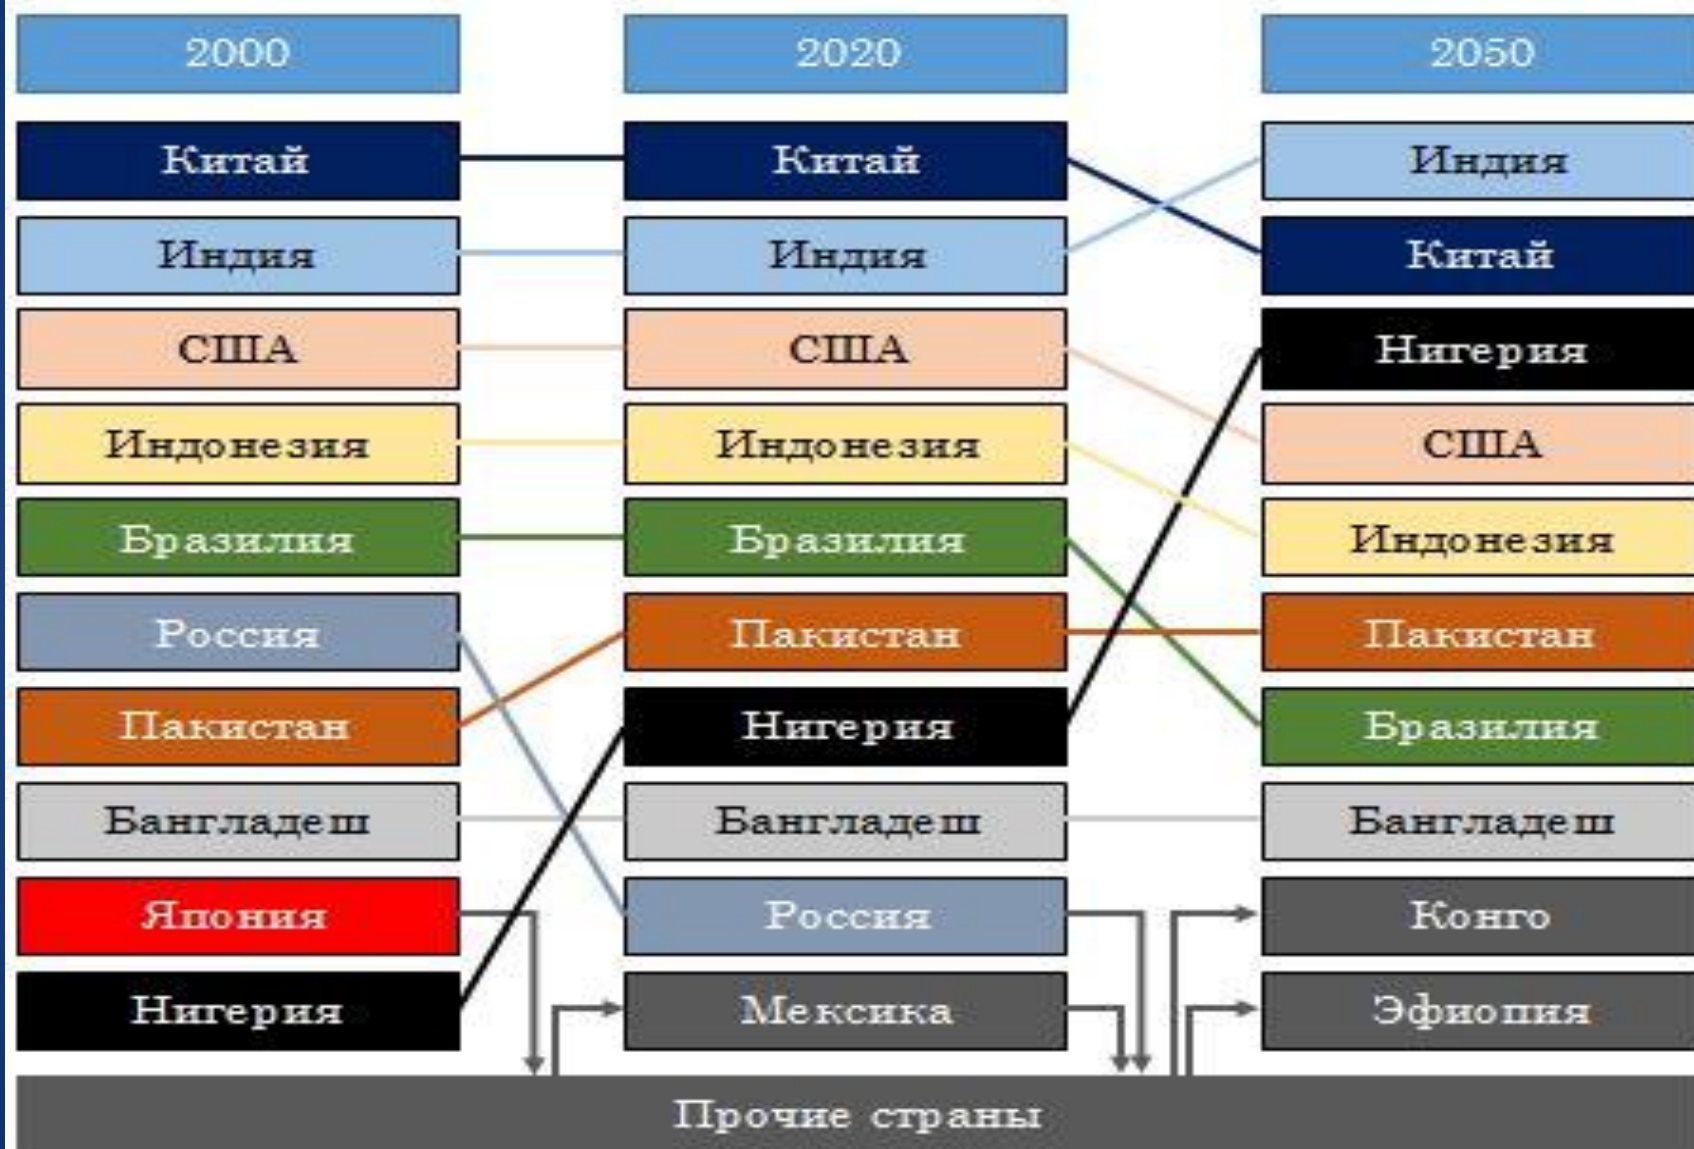 2000 2020 2050
Китай Китай Индия
Индия Индия Китай
США США Нигерия
Индонезия Индонезия США
Бразилия Бразилия Индонезия
Россия Пакистан Пакистан
Пакистан Нигерия Бразилия
Бангладеш Бангладеш Бангладеш
Япония Россия Конго
Нигерия Мексика Эфиопия
Прочие страны